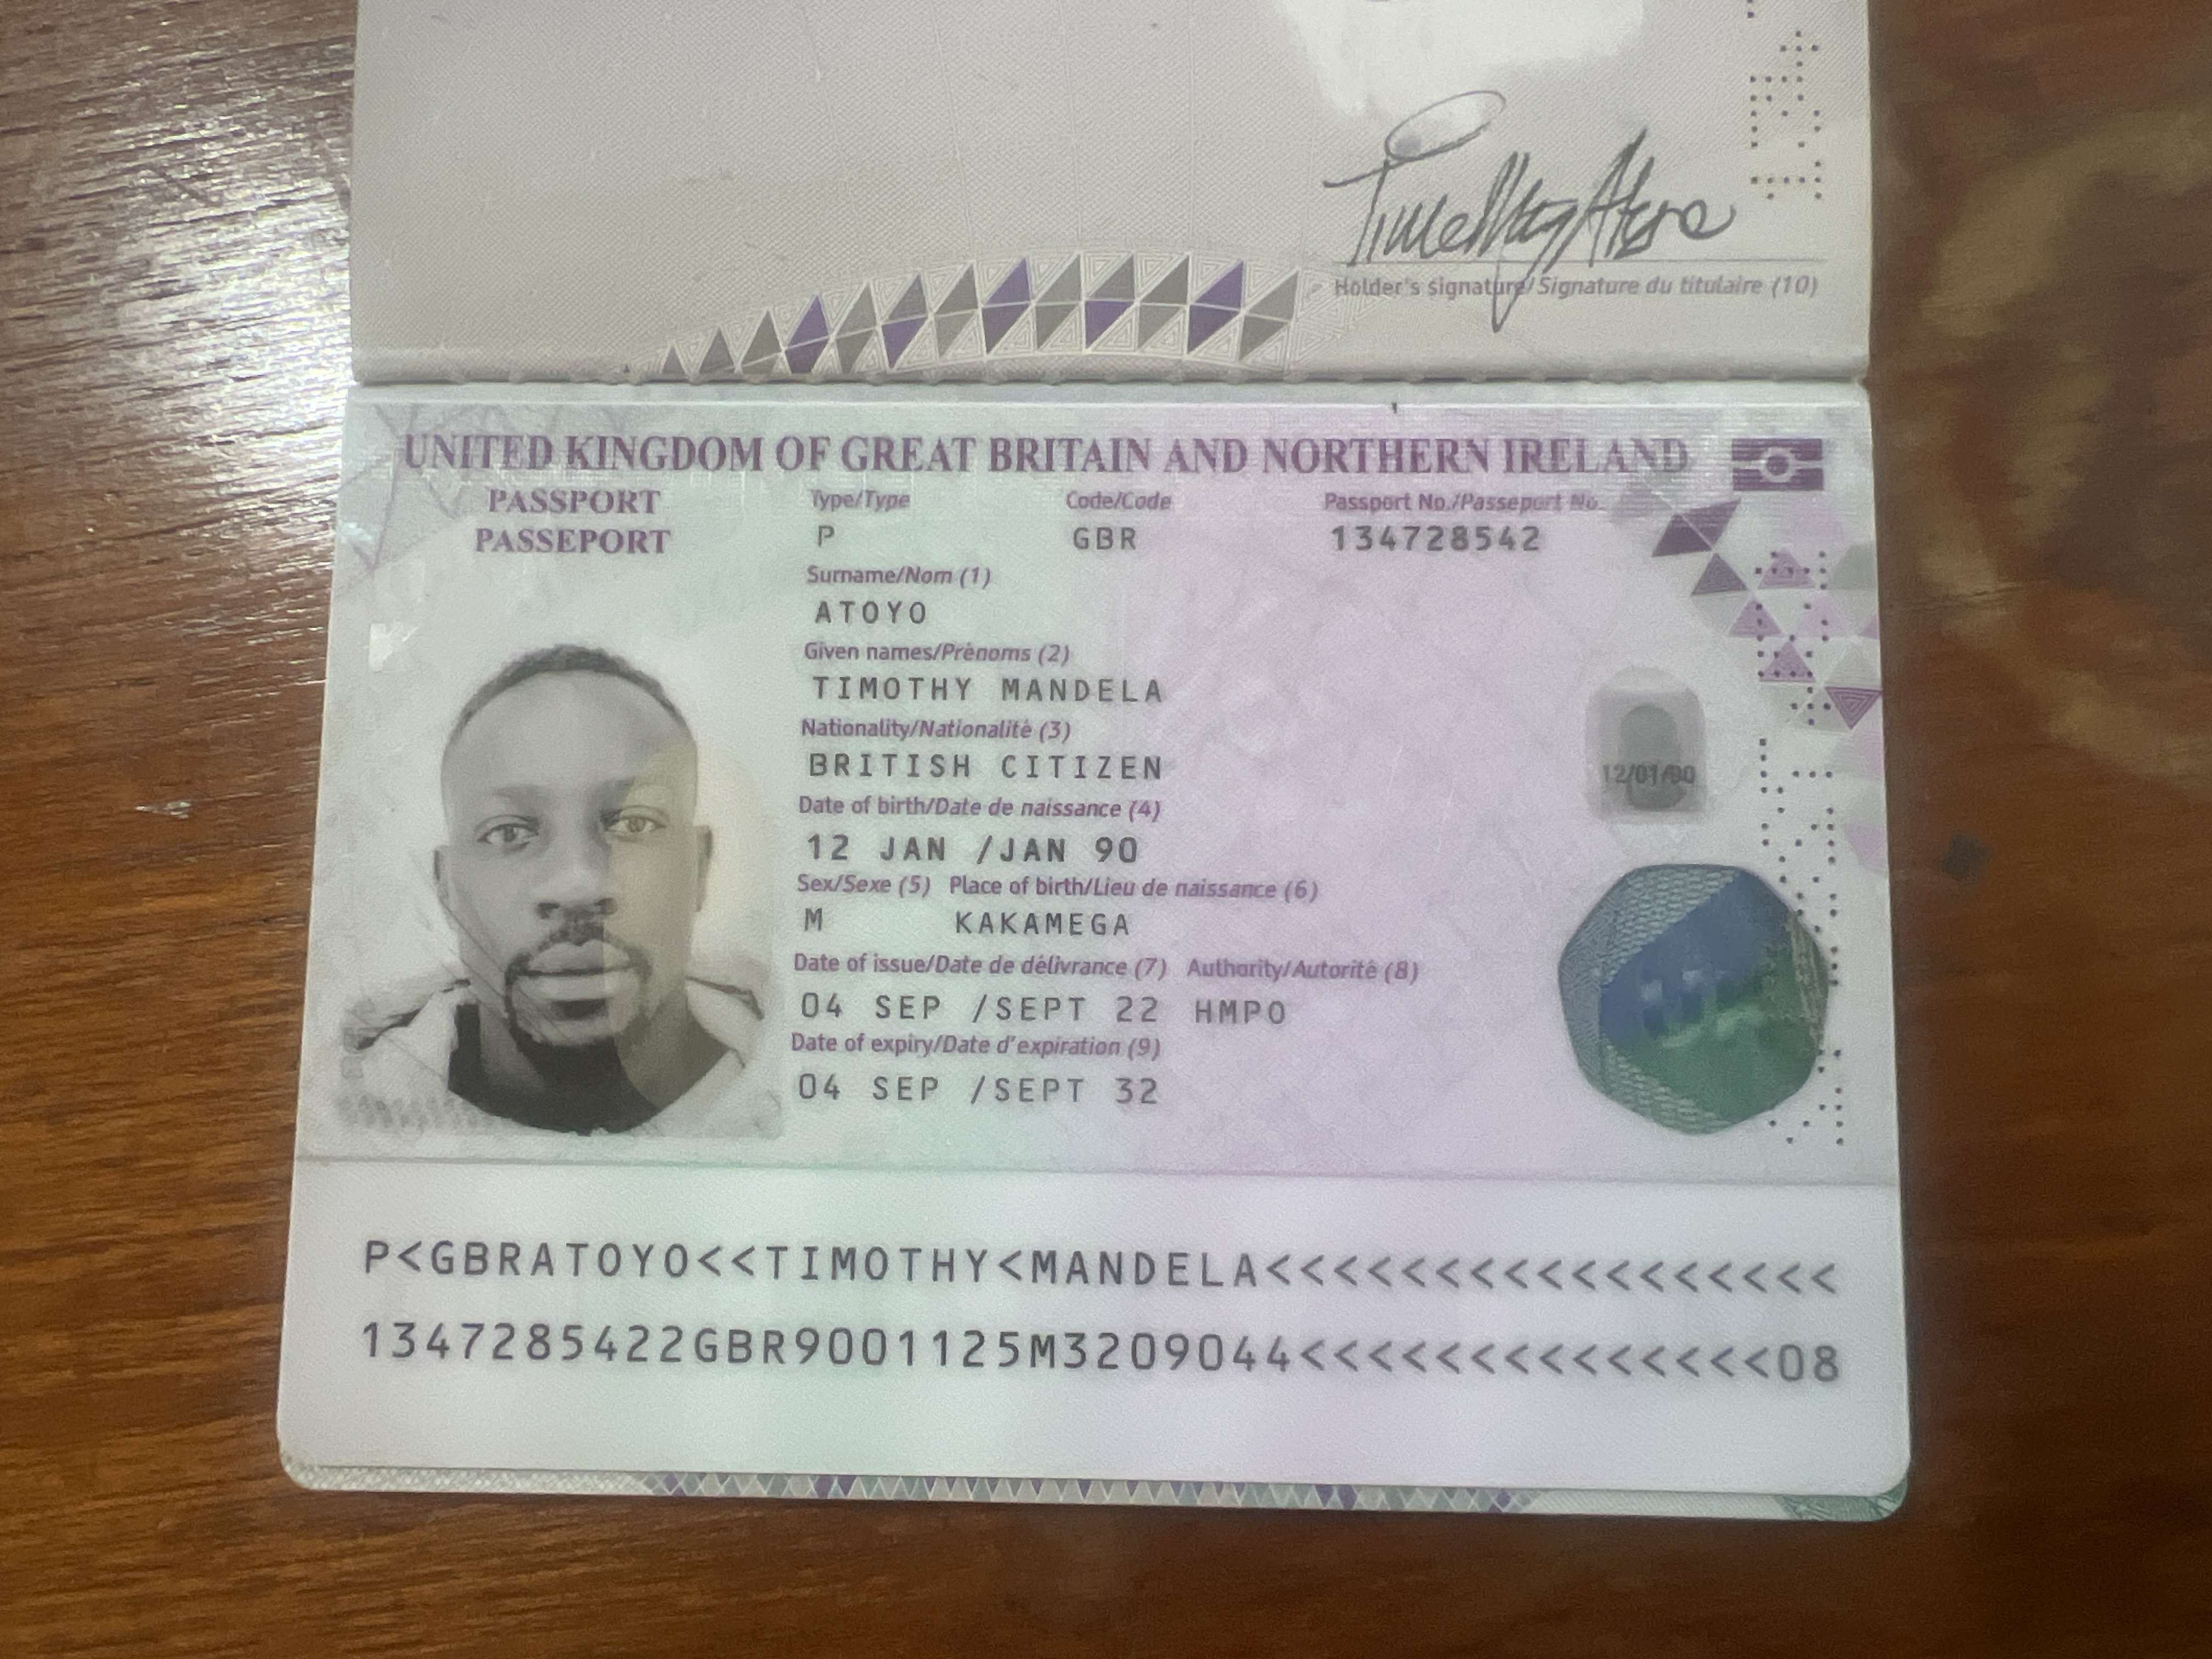 Holder's signature/Signature du titulaire (10)
UNITED KINGDOM OF GREAT BRITAIN AND NORTHERN IRELAND
PASSPORT Type/Type Code/Code Passport No./Passeport No.
PASSEPORT P GBR 134728542
Surname/Nom (1)
ATOYO
Given names/Prénoms (2)
TIMOTHY MANDELA
Nationality/Nationalité (3)
BRITISH CITIZEN
Date of birth/Date de naissance (4)
12 JAN /JAN 90
Sex/Sexe (5) Place of birth/Lieu de naissance (6)
M KAKAMEGA
Date of issue/Date de délivrance (7) Authority/Autorité (8)
04 SEP /SEPT 22 HMPO
Date of expiry/Date d'expiration (9)
04 SEP /SEPT 32
12/01/90
P<GBRATOYO<<TIMOTHY<MANDELA<<<<<<<<<<<<<<<<<
1347285422GBR9001125M3209044<<<<<<<<<<<<<<08